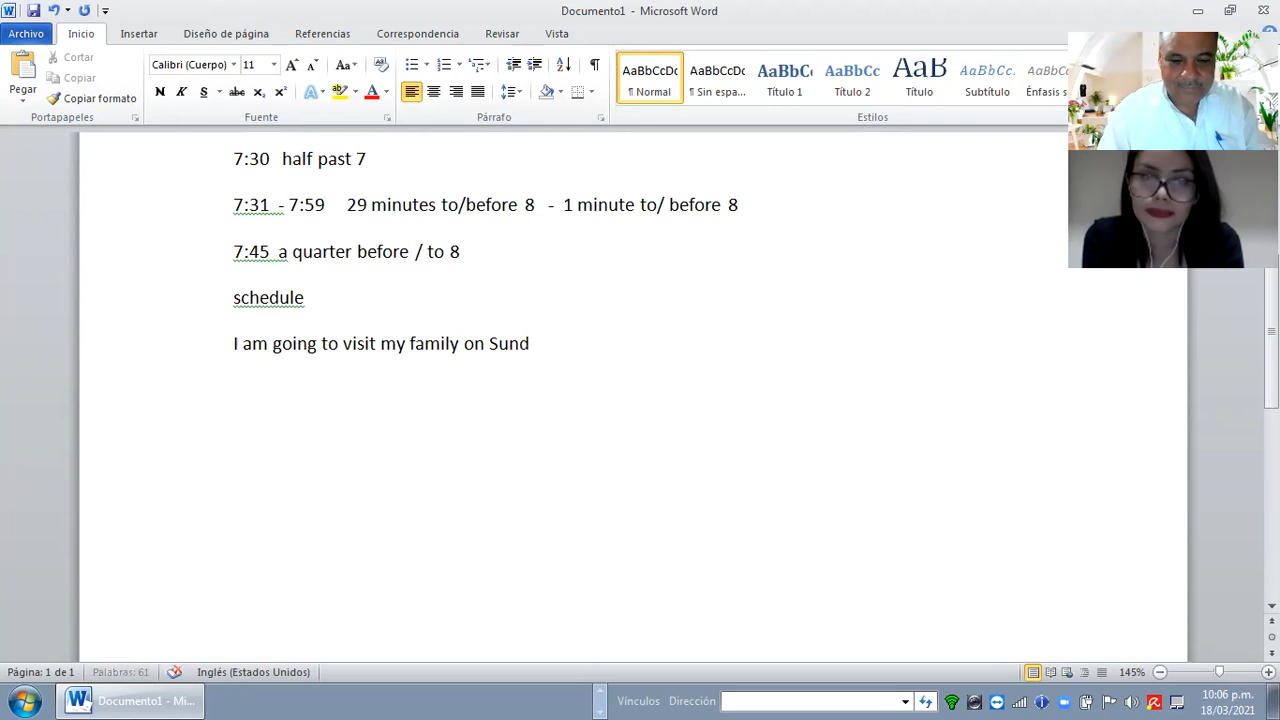 Documento1 - Microsoft Word
Archivo Inicio Insertar Diseño de página Referencias Correspondencia Revisar Vista
Pegar
Cortar
Copiar
Copiar formato
Portapapeles
Calibri (Cuerpo) 11
Fuente
Párrafo
AaBbCcDc AaBbCcDc AaBbC AaBbCc AaB AaBbCc. AaBbCc
¶ Normal ¶ Sin espa... Título 1 Título 2 Título Subtítulo Énfasis s
Estilos
7:30 half past 7
7:31 - 7:59 29 minutes to/before 8 - 1 minute to/ before 8
7:45 a quarter before / to 8
schedule
I am going to visit my family on Sund
Página: 1 de 1 Palabras: 61 Inglés (Estados Unidos) 145%
Documento1 - Mi... Vínculos Dirección
10:06 p.m.
18/03/2021